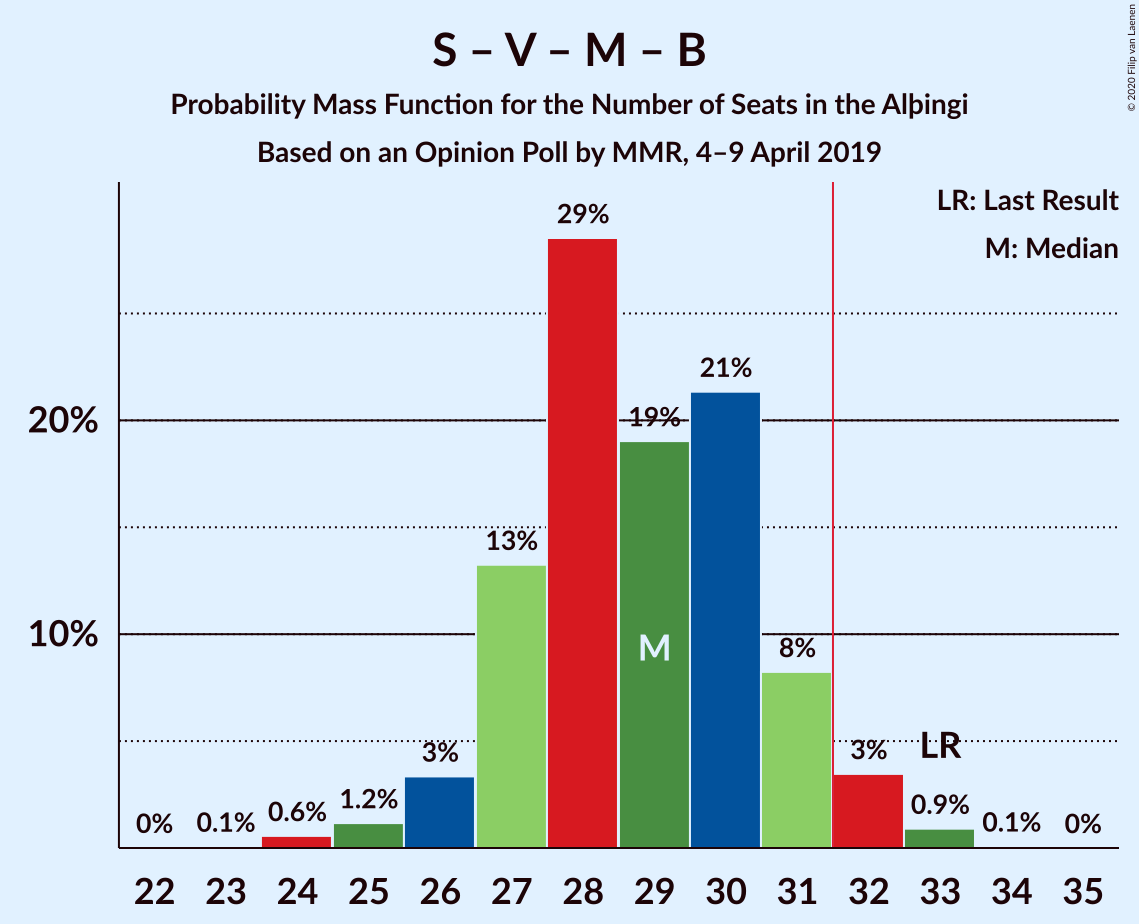 S – V – M – B
Probability Mass Function for the Number of Seats in the Alþingi
Based on an Opinion Poll by MMR, 4–9 April 2019
© 2020 Filip van Laenen
LR: Last Result
M: Median
29%
21%
20%
19%
13%
10%
M
8%
3%
3%
LR
0%
0.1%
0.6%
1.2%
0.9%
0.1%
0%
22 23 24 25 26 27 28 29 30 31 32 33 34 35